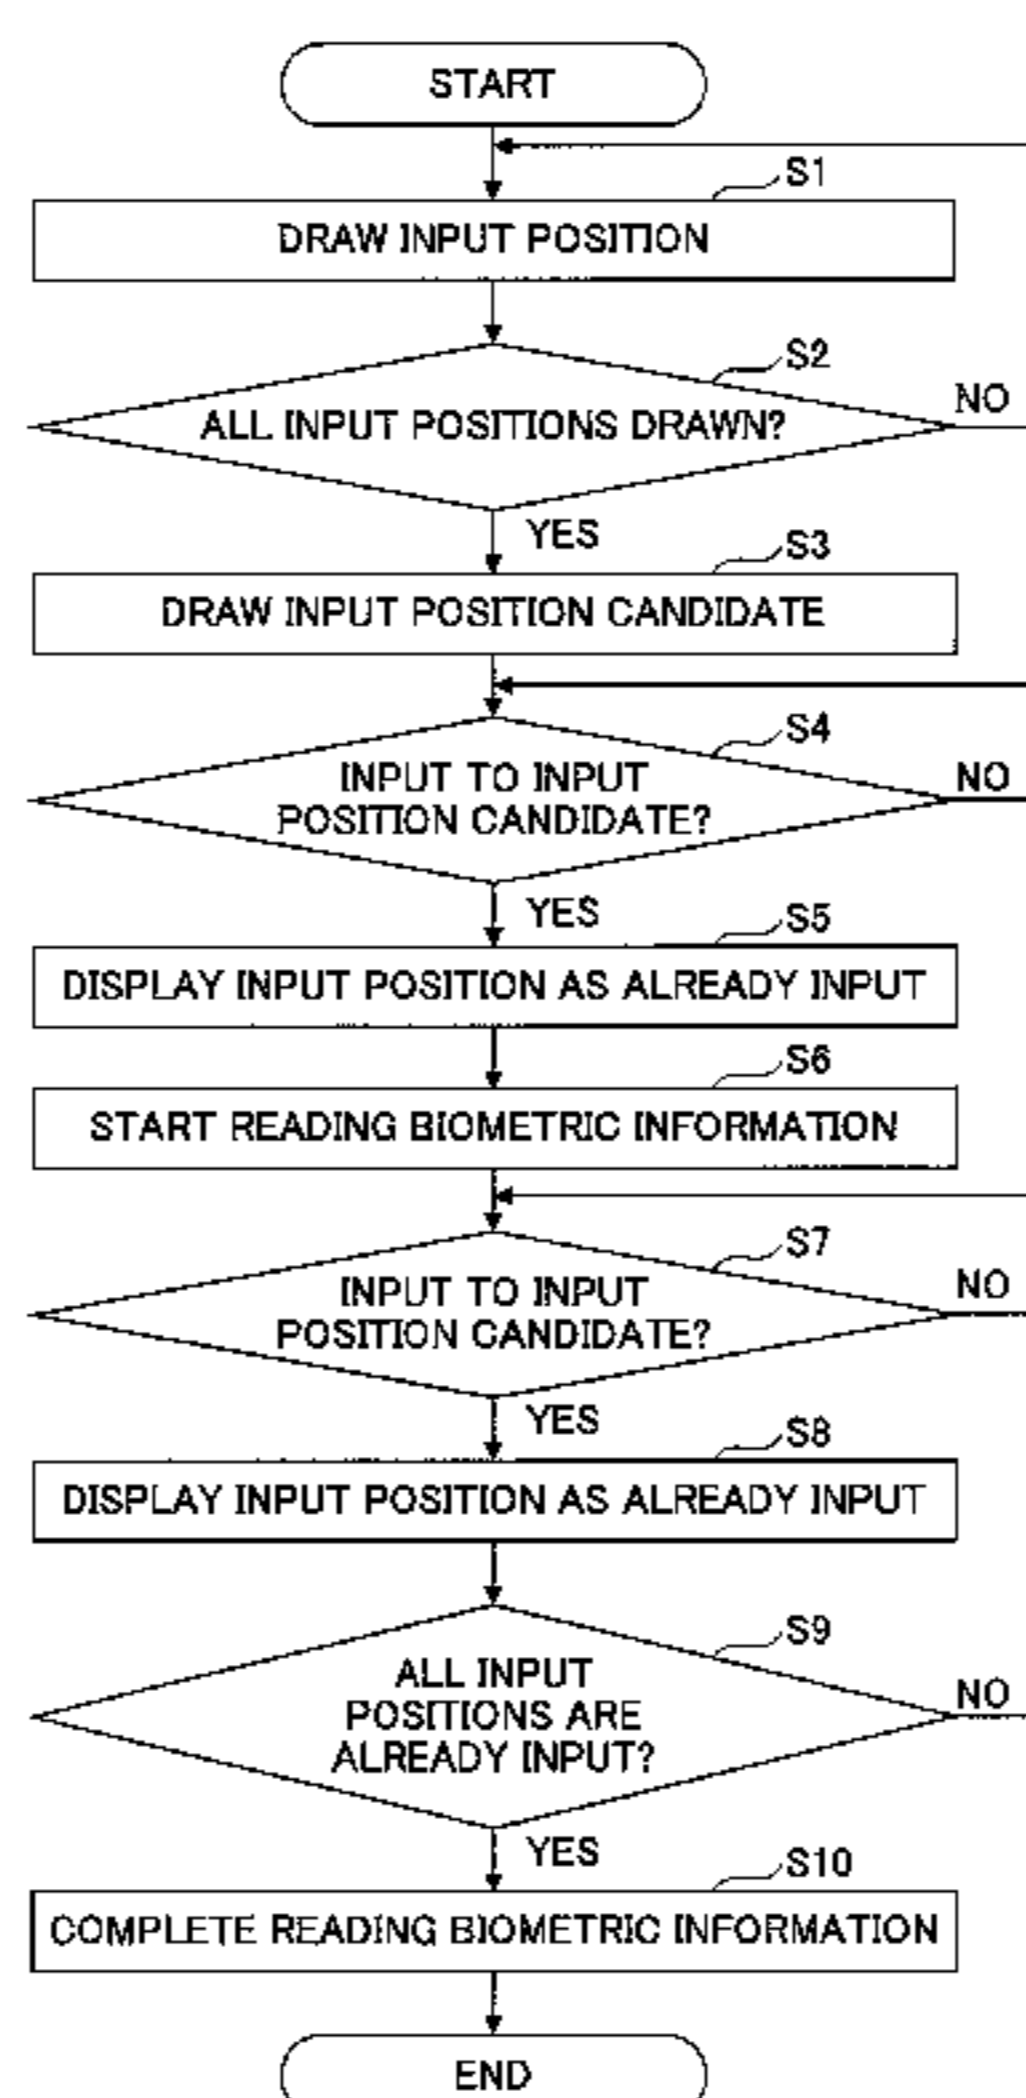 START
S1
DRAW INPUT POSITION
S2
ALL INPUT POSITIONS DRAWN?
NO
YES
S3
DRAW INPUT POSITION CANDIDATE
S4
INPUT TO INPUT
POSITION CANDIDATE?
NO
YES
S5
DISPLAY INPUT POSITION AS ALREADY INPUT
S6
START READING BIOMETRIC INFORMATION
S7
INPUT TO INPUT
POSITION CANDIDATE?
NO
YES
S8
DISPLAY INPUT POSITION AS ALREADY INPUT
S9
ALL INPUT
POSITIONS ARE
ALREADY INPUT?
NO
YES
S10
COMPLETE READING BIOMETRIC INFORMATION
END